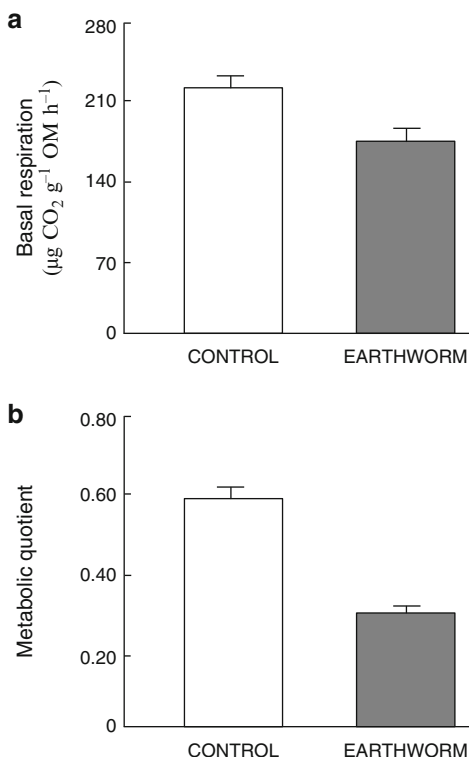 a
280
210
140
70
0
Basal respiration
(µg CO₂ g⁻¹ OM h⁻¹)
CONTROL EARTHWORM
b
0.80
0.60
0.40
0.20
0
Metabolic quotient
CONTROL EARTHWORM